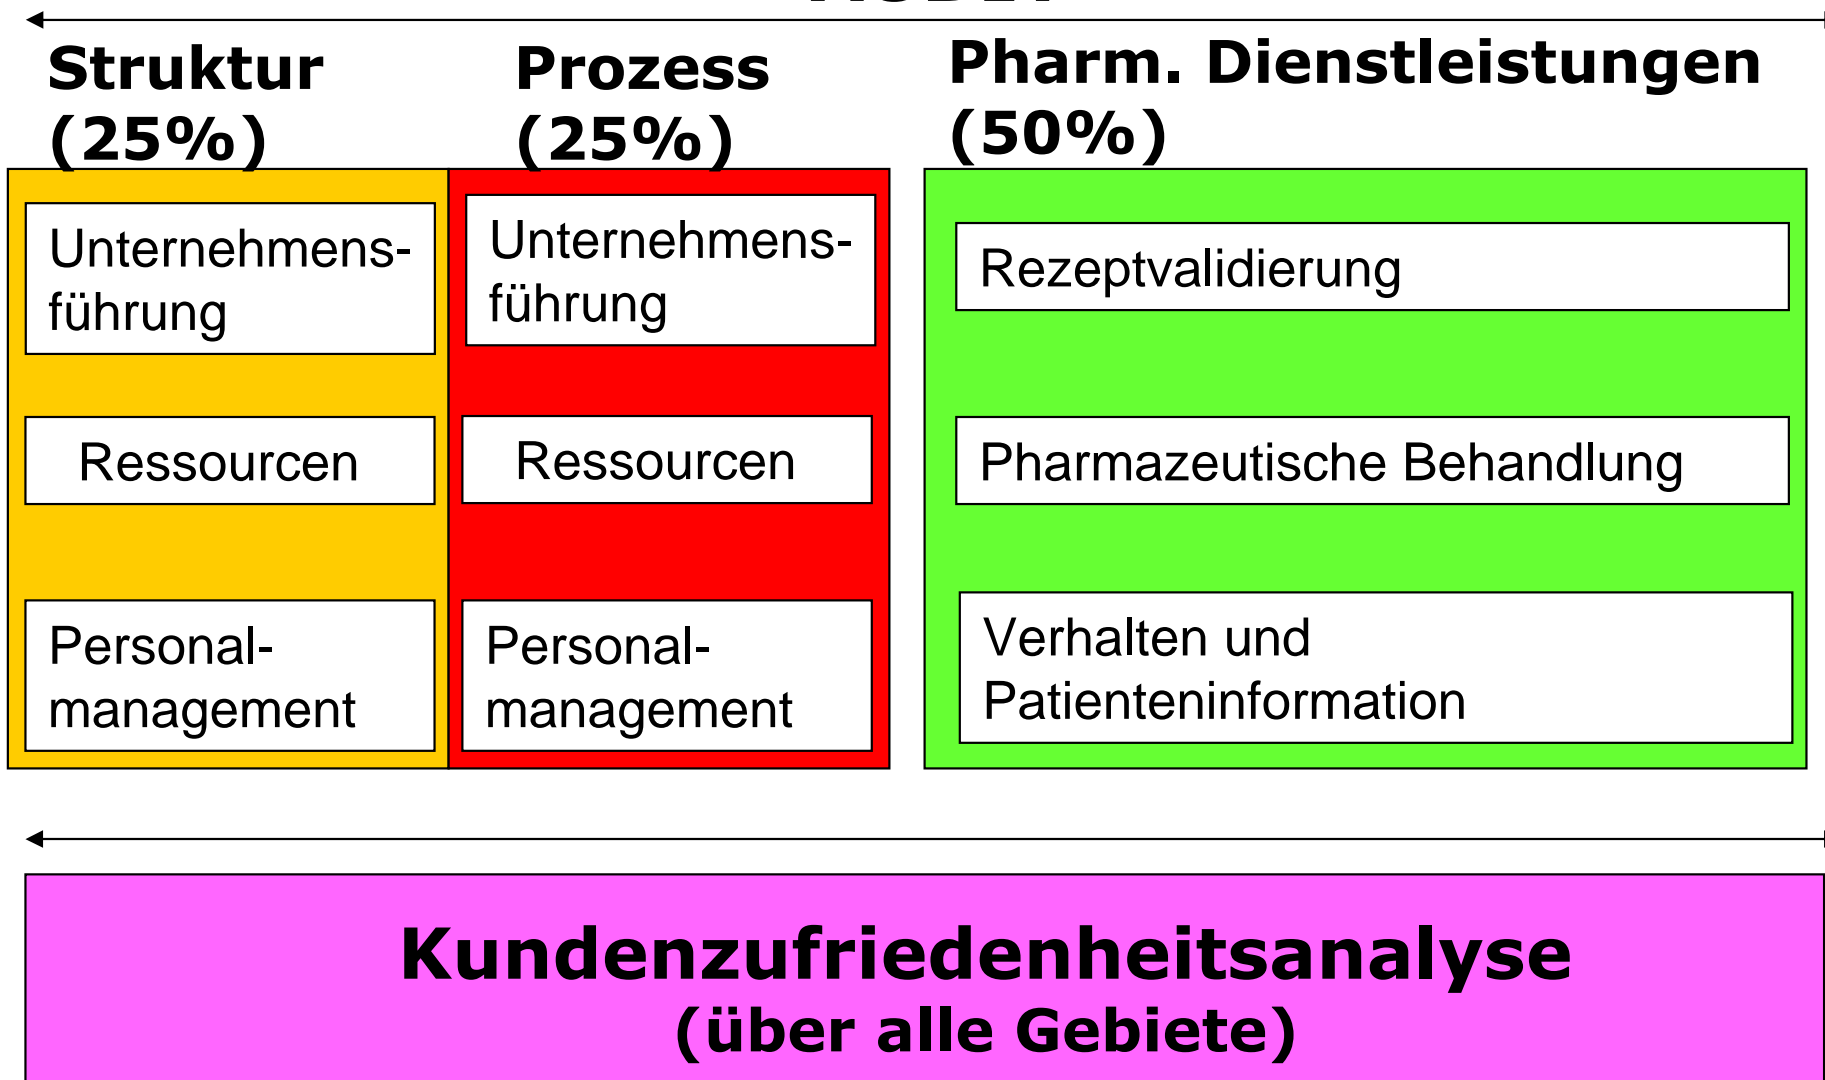 Struktur
(25%)
Prozess
(25%)
Pharm. Dienstleistungen
(50%)
Unternehmens-
führung
Ressourcen
Personal-
management
Unternehmens-
führung
Ressourcen
Personal-
management
Rezeptvalidierung
Pharmazeutische Behandlung
Verhalten und
Patienteninformation
Kundenzufriedenheitsanalyse
(über alle Gebiete)